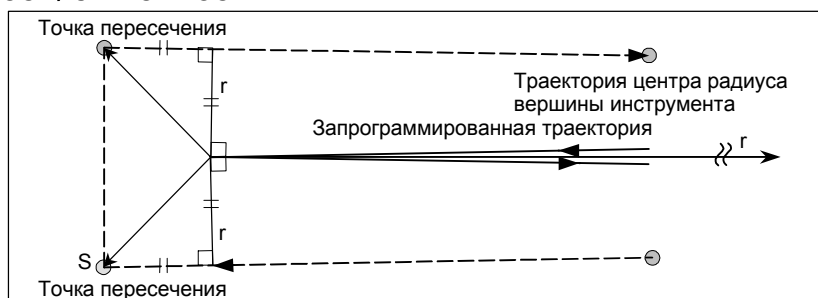 Точка пересечения
r
Траектория центра радиуса
вершины инструмента
Запрограммированная траектория
r
r
S
Точка пересечения